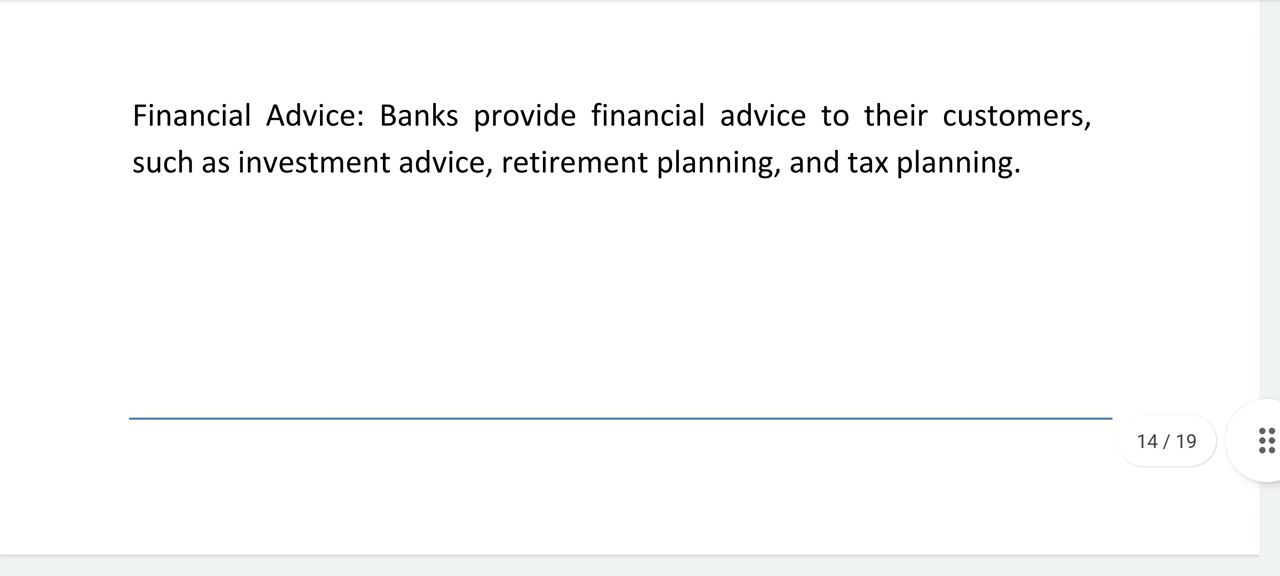 Financial Advice: Banks provide financial advice to their customers,
such as investment advice, retirement planning, and tax planning.
14 / 19